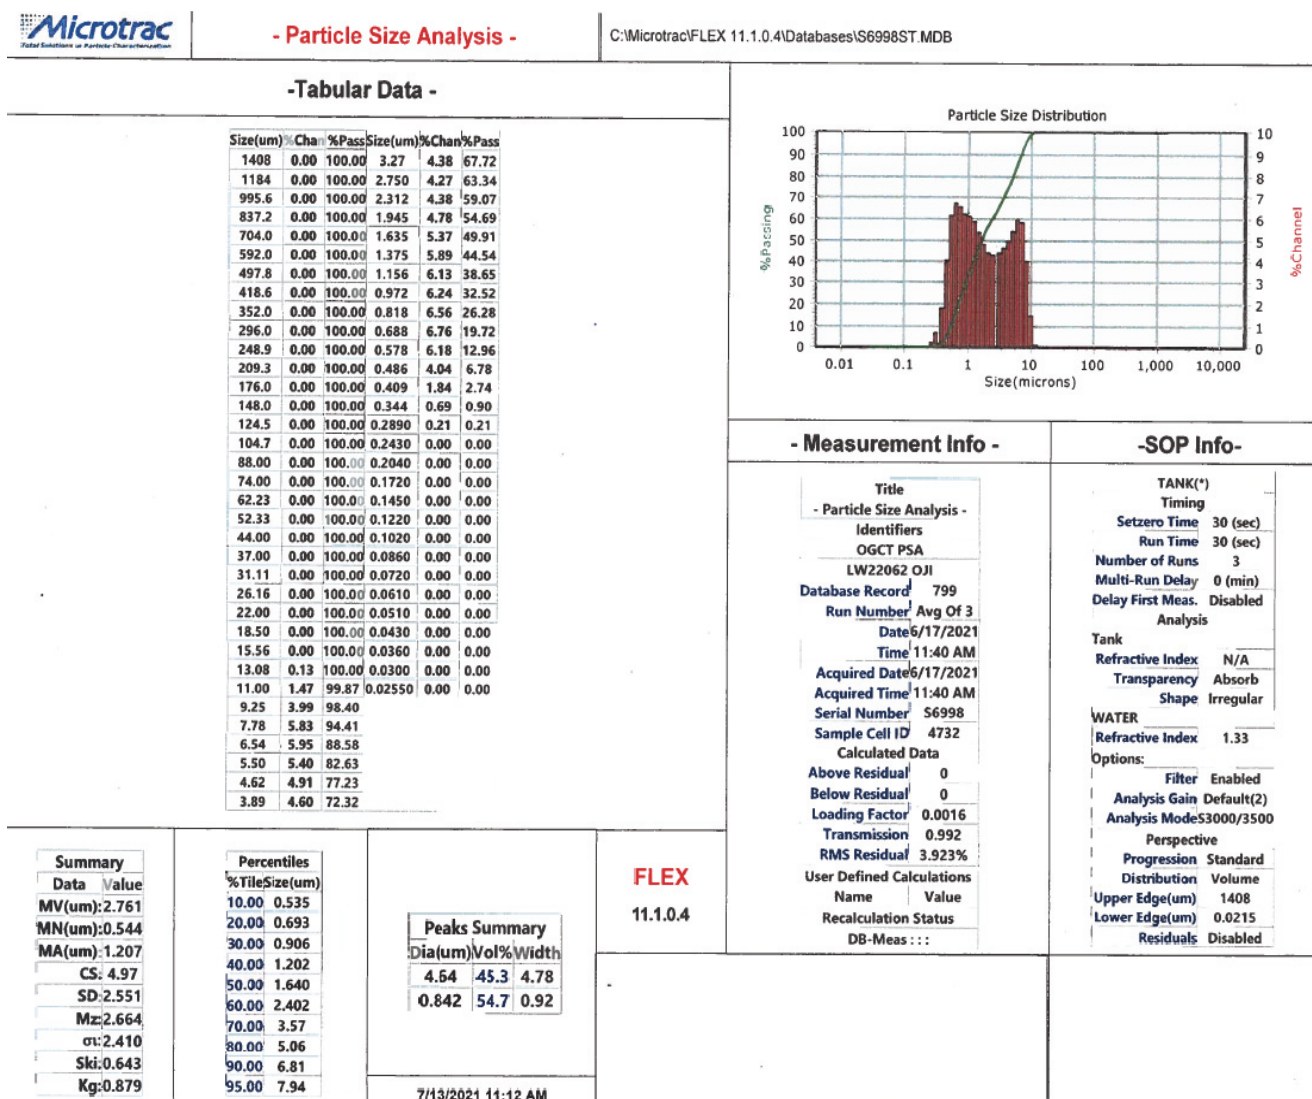 Microtrac
Total Solutions in Particle Characterization
- Particle Size Analysis -
C:\Microtrac\FLEX 11.1.0.4\Databases\S6998ST.MDB
-Tabular Data -
Size(um) %Chan %Pass Size(um) %Chan %Pass
1408 0.00 100.00 3.27 4.38 67.72
1184 0.00 100.00 2.750 4.27 63.34
995.6 0.00 100.00 2.312 4.38 59.07
837.2 0.00 100.00 1.945 4.78 54.69
704.0 0.00 100.00 1.635 5.37 49.91
592.0 0.00 100.00 1.375 5.89 44.54
497.8 0.00 100.00 1.156 6.13 38.65
418.6 0.00 100.00 0.972 6.24 32.52
352.0 0.00 100.00 0.818 6.56 26.28
296.0 0.00 100.00 0.688 6.76 19.72
248.9 0.00 100.00 0.578 6.18 12.96
209.3 0.00 100.00 0.486 4.04 6.78
176.0 0.00 100.00 0.409 1.84 2.74
148.0 0.00 100.00 0.344 0.69 0.90
124.5 0.00 100.00 0.2890 0.21 0.21
104.7 0.00 100.00 0.2430 0.00 0.00
88.00 0.00 100.00 0.2040 0.00 0.00
74.00 0.00 100.00 0.1720 0.00 0.00
62.23 0.00 100.00 0.1450 0.00 0.00
52.33 0.00 100.00 0.1220 0.00 0.00
44.00 0.00 100.00 0.1020 0.00 0.00
37.00 0.00 100.00 0.0860 0.00 0.00
31.11 0.00 100.00 0.0720 0.00 0.00
26.16 0.00 100.00 0.0610 0.00 0.00
22.00 0.00 100.00 0.0510 0.00 0.00
18.50 0.00 100.00 0.0430 0.00 0.00
15.56 0.00 100.00 0.0360 0.00 0.00
13.08 0.13 100.00 0.0300 0.00 0.00
11.00 1.47 99.87 0.02550 0.00 0.00
9.25 3.99 98.40
7.78 5.83 94.41
6.54 5.95 88.58
5.50 5.40 82.63
4.62 4.91 77.23
3.89 4.60 72.32
Particle Size Distribution
100 10
90 9
80 8
70 7
60 6
50 5
40 4
30 3
20 2
10 1
0 0
%Passing
%Channel
0.01 0.1 1 10 100 1,000 10,000
Size(microns)
- Measurement Info -
Title
- Particle Size Analysis -
Identifiers
OGCT PSA
LW22062 OJI
Database Record 799
Run Number Avg Of 3
Date 6/17/2021
Time 11:40 AM
Acquired Date 6/17/2021
Acquired Time 11:40 AM
Serial Number S6998
Sample Cell ID 4732
Calculated Data
Above Residual 0
Below Residual 0
Loading Factor 0.0016
Transmission 0.992
RMS Residual 3.923%
User Defined Calculations
Name Value
Recalculation Status
DB-Meas : : :
-SOP Info-
TANK(*)
Timing
Setzero Time 30 (sec)
Run Time 30 (sec)
Number of Runs 3
Multi-Run Delay 0 (min)
Delay First Meas. Disabled
Analysis
Tank
Refractive Index N/A
Transparency Absorb
Shape Irregular
WATER
Refractive Index 1.33
Options:
Filter Enabled
Analysis Gain Default(2)
Analysis Mode S3000/3500
Perspective
Progression Standard
Distribution Volume
Upper Edge(um) 1408
Lower Edge(um) 0.0215
Residuals Disabled
Summary
Data Value
MV(um): 2.761
MN(um): 0.544
MA(um): 1.207
CS: 4.97
SD: 2.551
Mz: 2.664
σι: 2.410
Ski: 0.643
Kg: 0.879
Percentiles
%Tile Size(um)
10.00 0.535
20.00 0.693
30.00 0.906
40.00 1.202
50.00 1.640
60.00 2.402
70.00 3.57
80.00 5.06
90.00 6.81
95.00 7.94
Peaks Summary
Dia(um) Vol% Width
4.64 45.3 4.78
0.842 54.7 0.92
7/13/2021 11:12 AM
FLEX
11.1.0.4